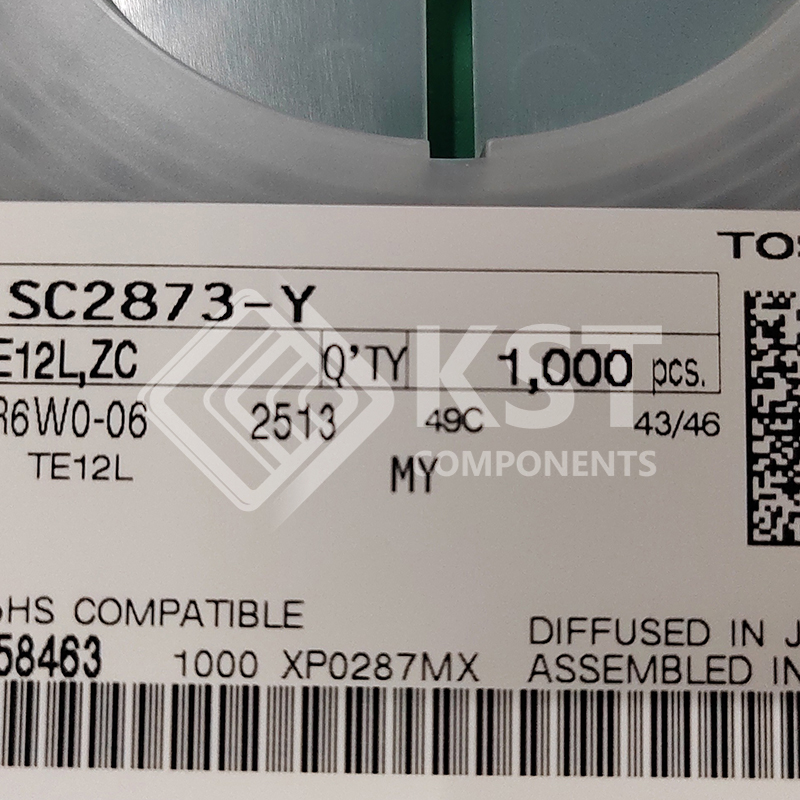 TOS
SC2873-Y
E12L,ZC Q'TY 1,000 pcs.
R6W0-06 2513 49C 43/46
TE12L MY
KST
COMPONENTS
HS COMPATIBLE
DIFFUSED IN J
58463 1000 XP0287MX ASSEMBLED IN